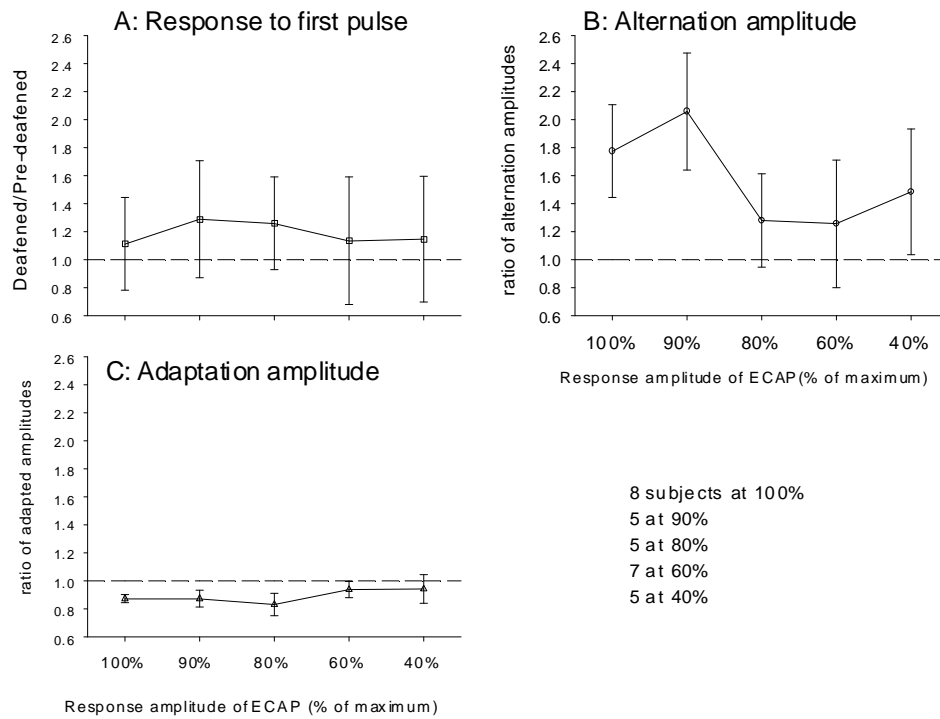 A: Response to first pulse
Deafened/Pre-deafened
2.6
2.4
2.2
2.0
1.8
1.6
1.4
1.2
1.0
0.8
0.6
B: Alternation amplitude
ratio of alternation amplitudes
2.6
2.4
2.2
2.0
1.8
1.6
1.4
1.2
1.0
0.8
0.6
100% 90% 80% 60% 40%
Response amplitude of ECAP (% of maximum)
C: Adaptation amplitude
ratio of adapted amplitudes
2.6
2.4
2.2
2.0
1.8
1.6
1.4
1.2
1.0
0.8
0.6
100% 90% 80% 60% 40%
Response amplitude of ECAP (% of maximum)
8 subjects at 100%
5 at 90%
5 at 80%
7 at 60%
5 at 40%